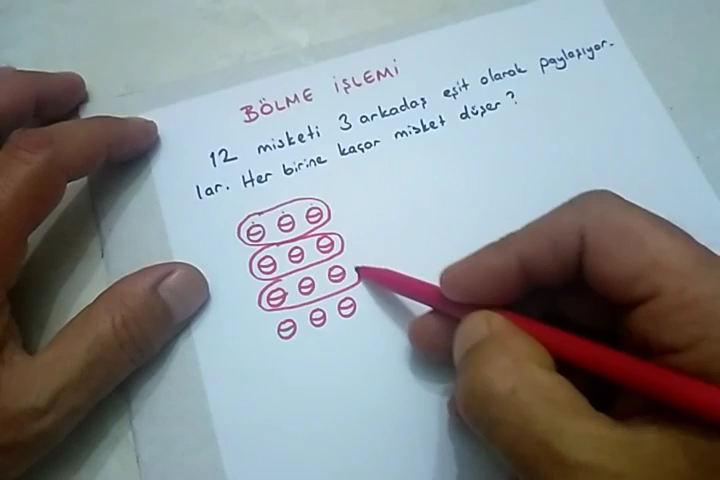 BÖLME İŞLEMİ
12 misketi 3 arkadaş eşit olarak paylaşıyor-
lar. Her birine kaçar misket düşer?